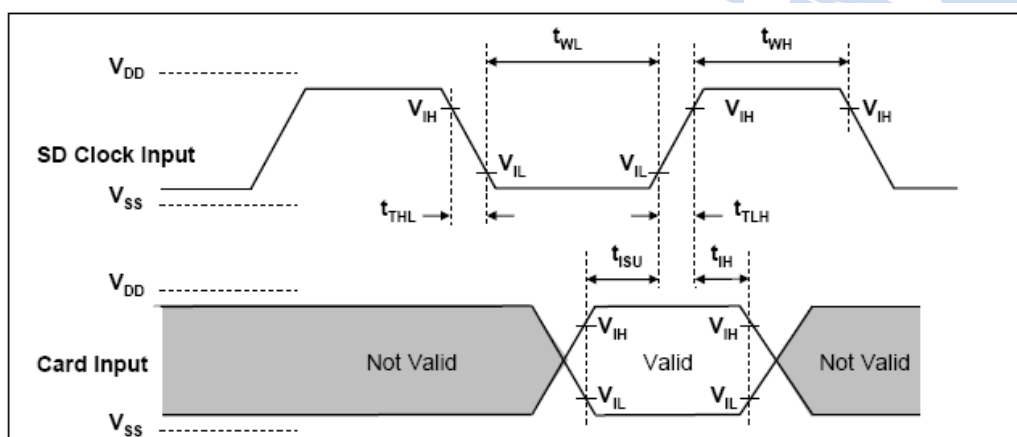 t_WL t_WH
V_DD
V_IH V_IH V_IH
SD Clock Input
V_IL V_IL
V_SS
t_THL t_TLH
t_ISU t_IH
V_DD
V_IH V_IH
Card Input Not Valid Valid Not Valid
V_IL V_IL
V_SS